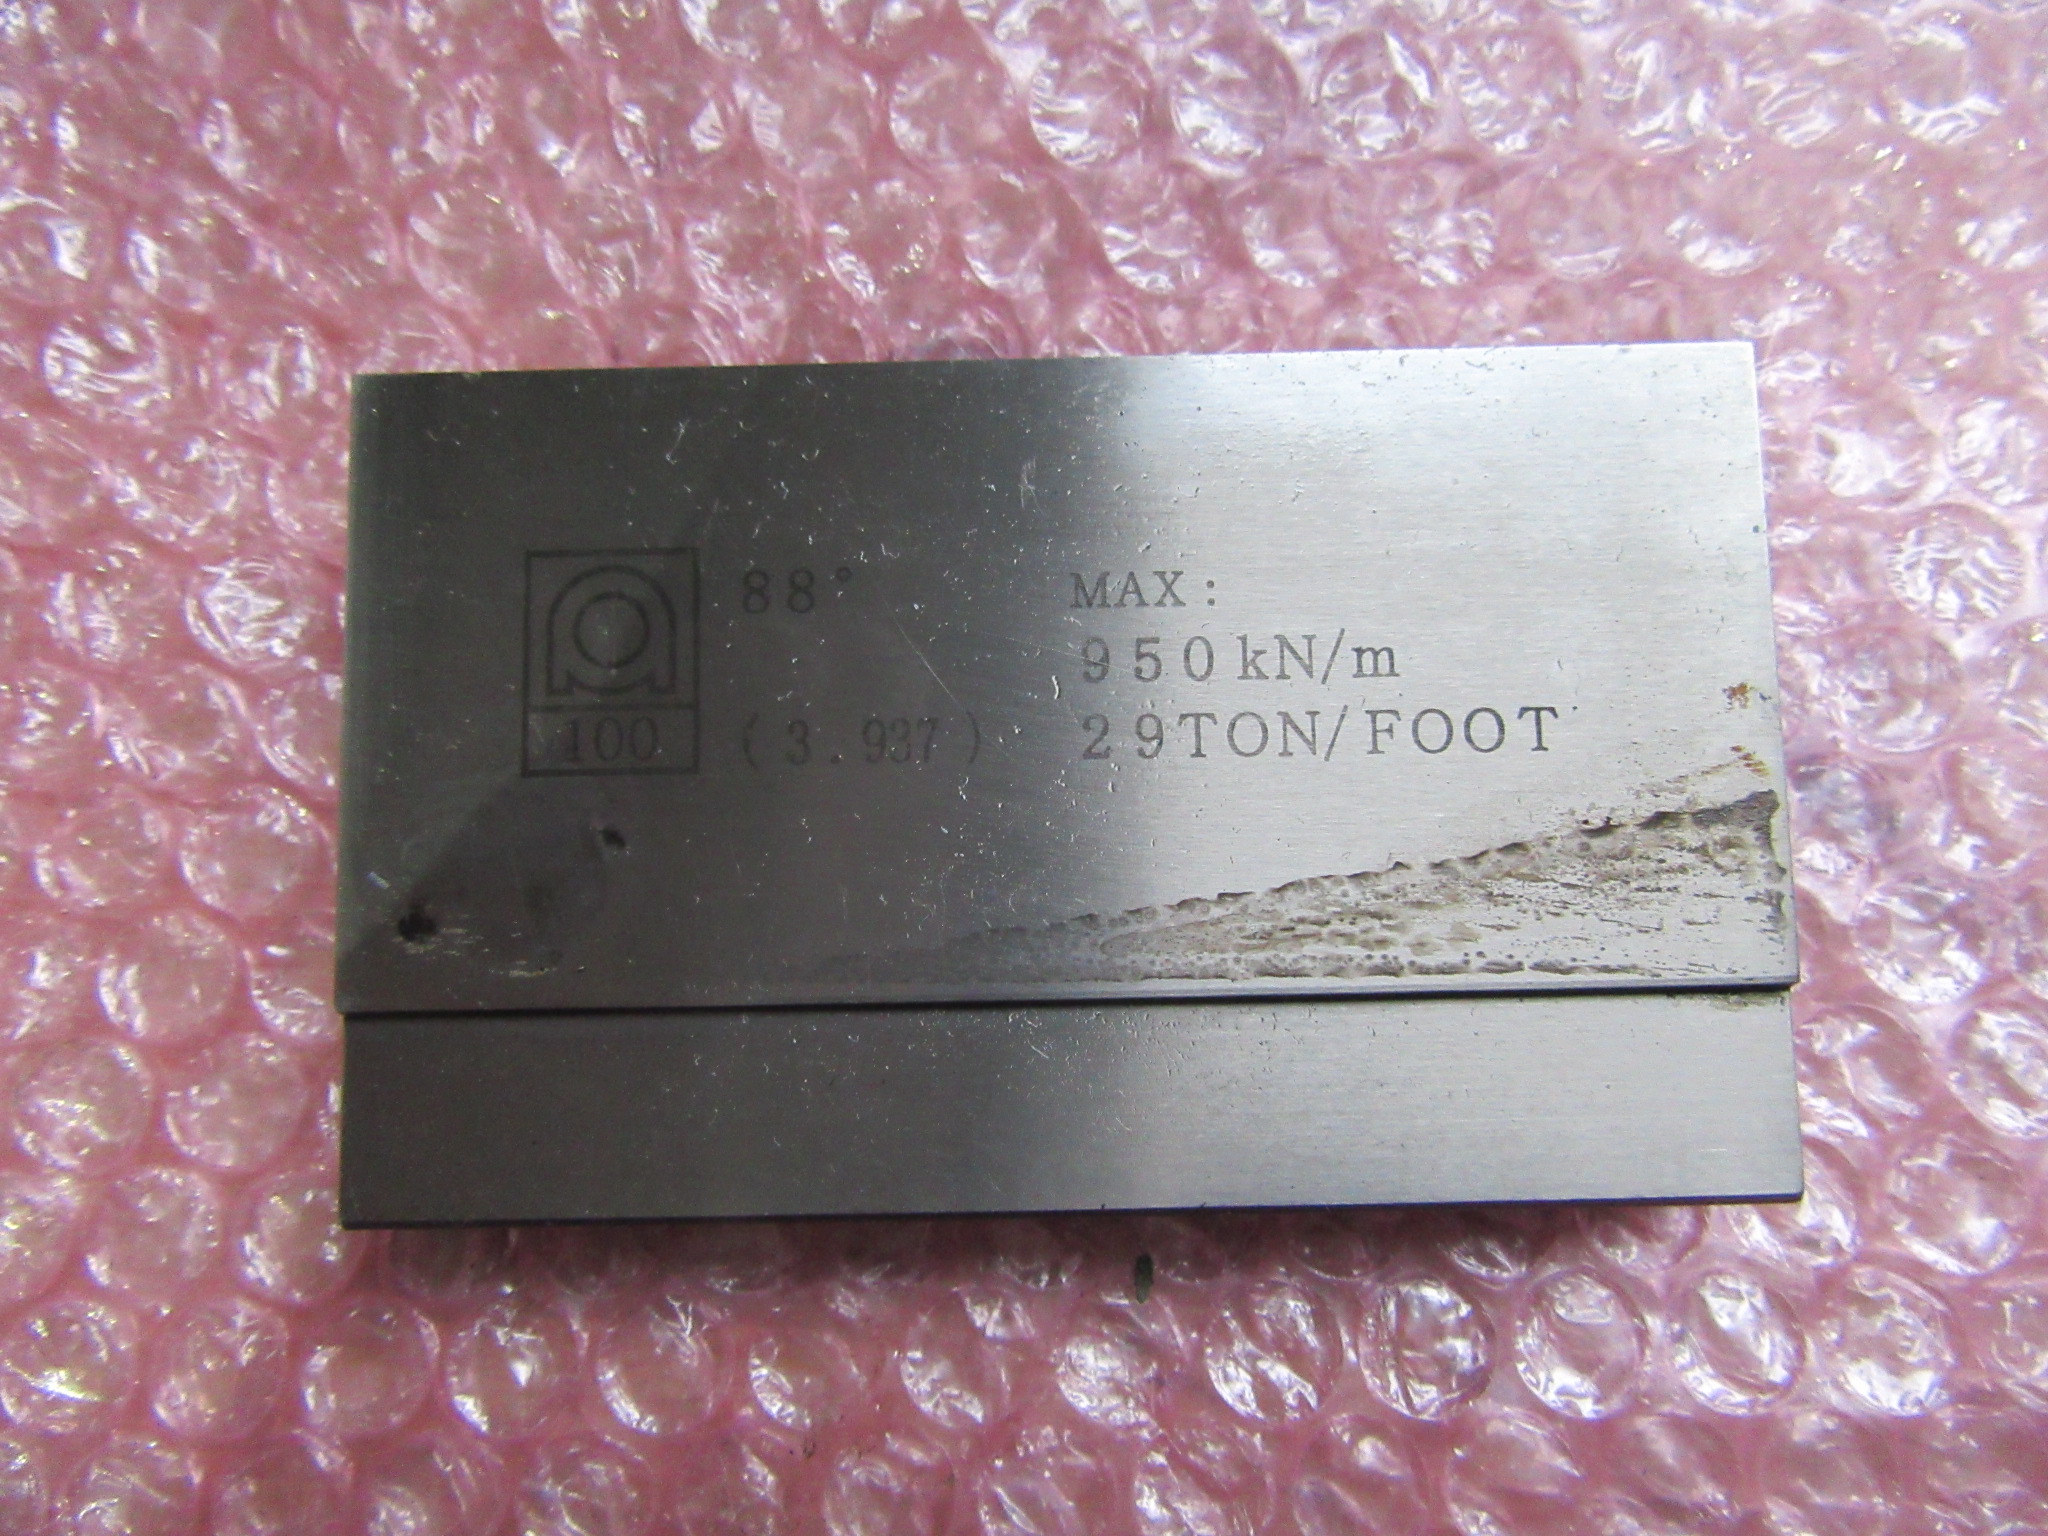 88°
100 (3.937)
MAX:
950kN/m
29TON/FOOT